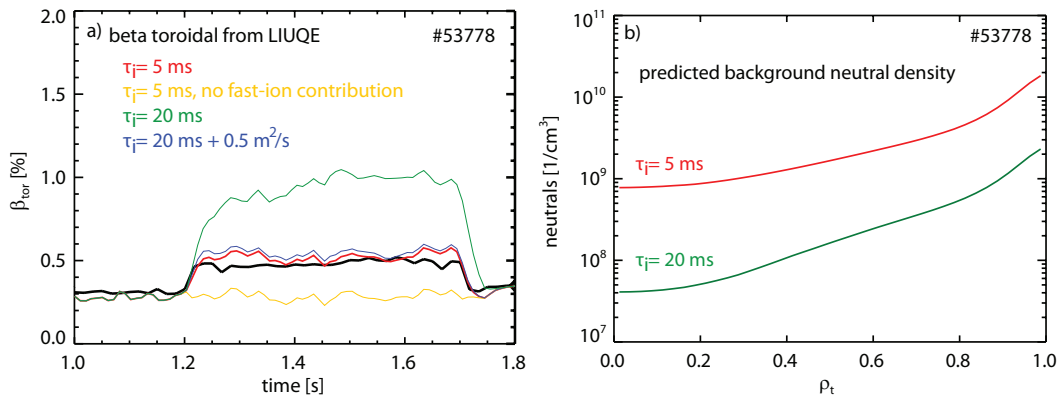 a) beta toroidal from LIUQE #53778
τi= 5 ms
τi= 5 ms, no fast-ion contribution
τi= 20 ms
τi= 20 ms + 0.5 m²/s
2.0
1.5
1.0
0.5
0.0
βtor [%]
1.0 1.2 1.4 1.6 1.8
time [s]
b) #53778
predicted background neutral density
τi= 5 ms
τi= 20 ms
10¹¹
10¹⁰
10⁹
10⁸
10⁷
neutrals [1/cm³]
0.0 0.2 0.4 0.6 0.8 1.0
ρt